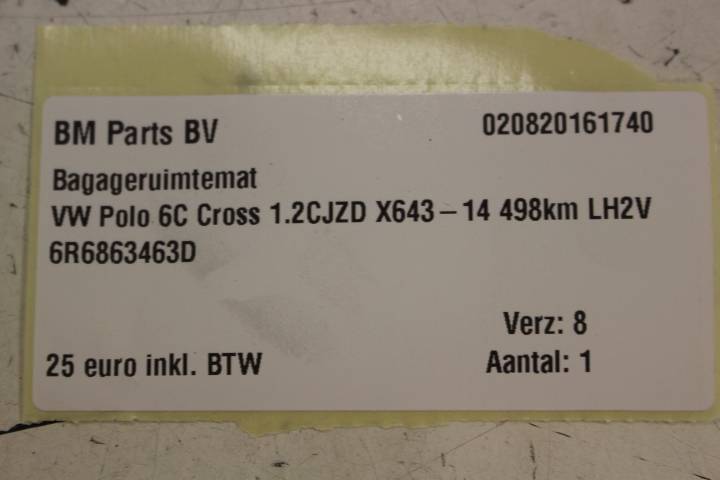 BM Parts BV 020820161740
Bagageruimtemat
VW Polo 6C Cross 1.2CJZD X643-14 498km LH2V
6R6863463D
Verz: 8
25 euro inkl. BTW Aantal: 1